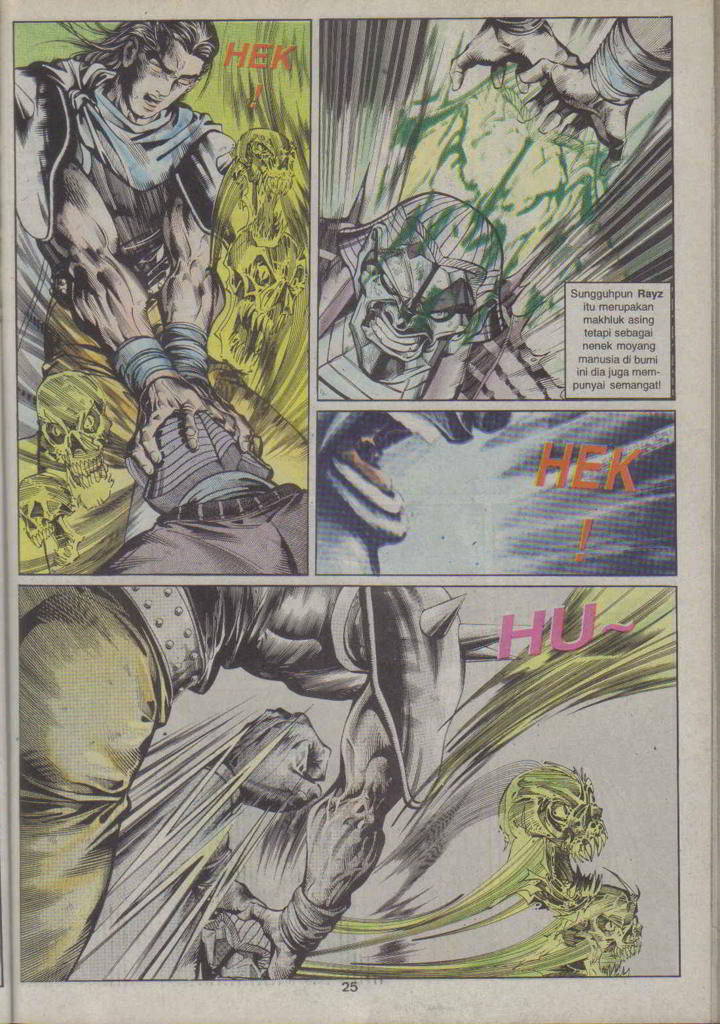 HEK
!
Sungguhpun Rayz
itu merupakan
makhluk asing
tetapi sebagai
nenek moyang
manusia di bumi
ini dia juga mem-
punyai semangat!
HEK
!
HU~
25